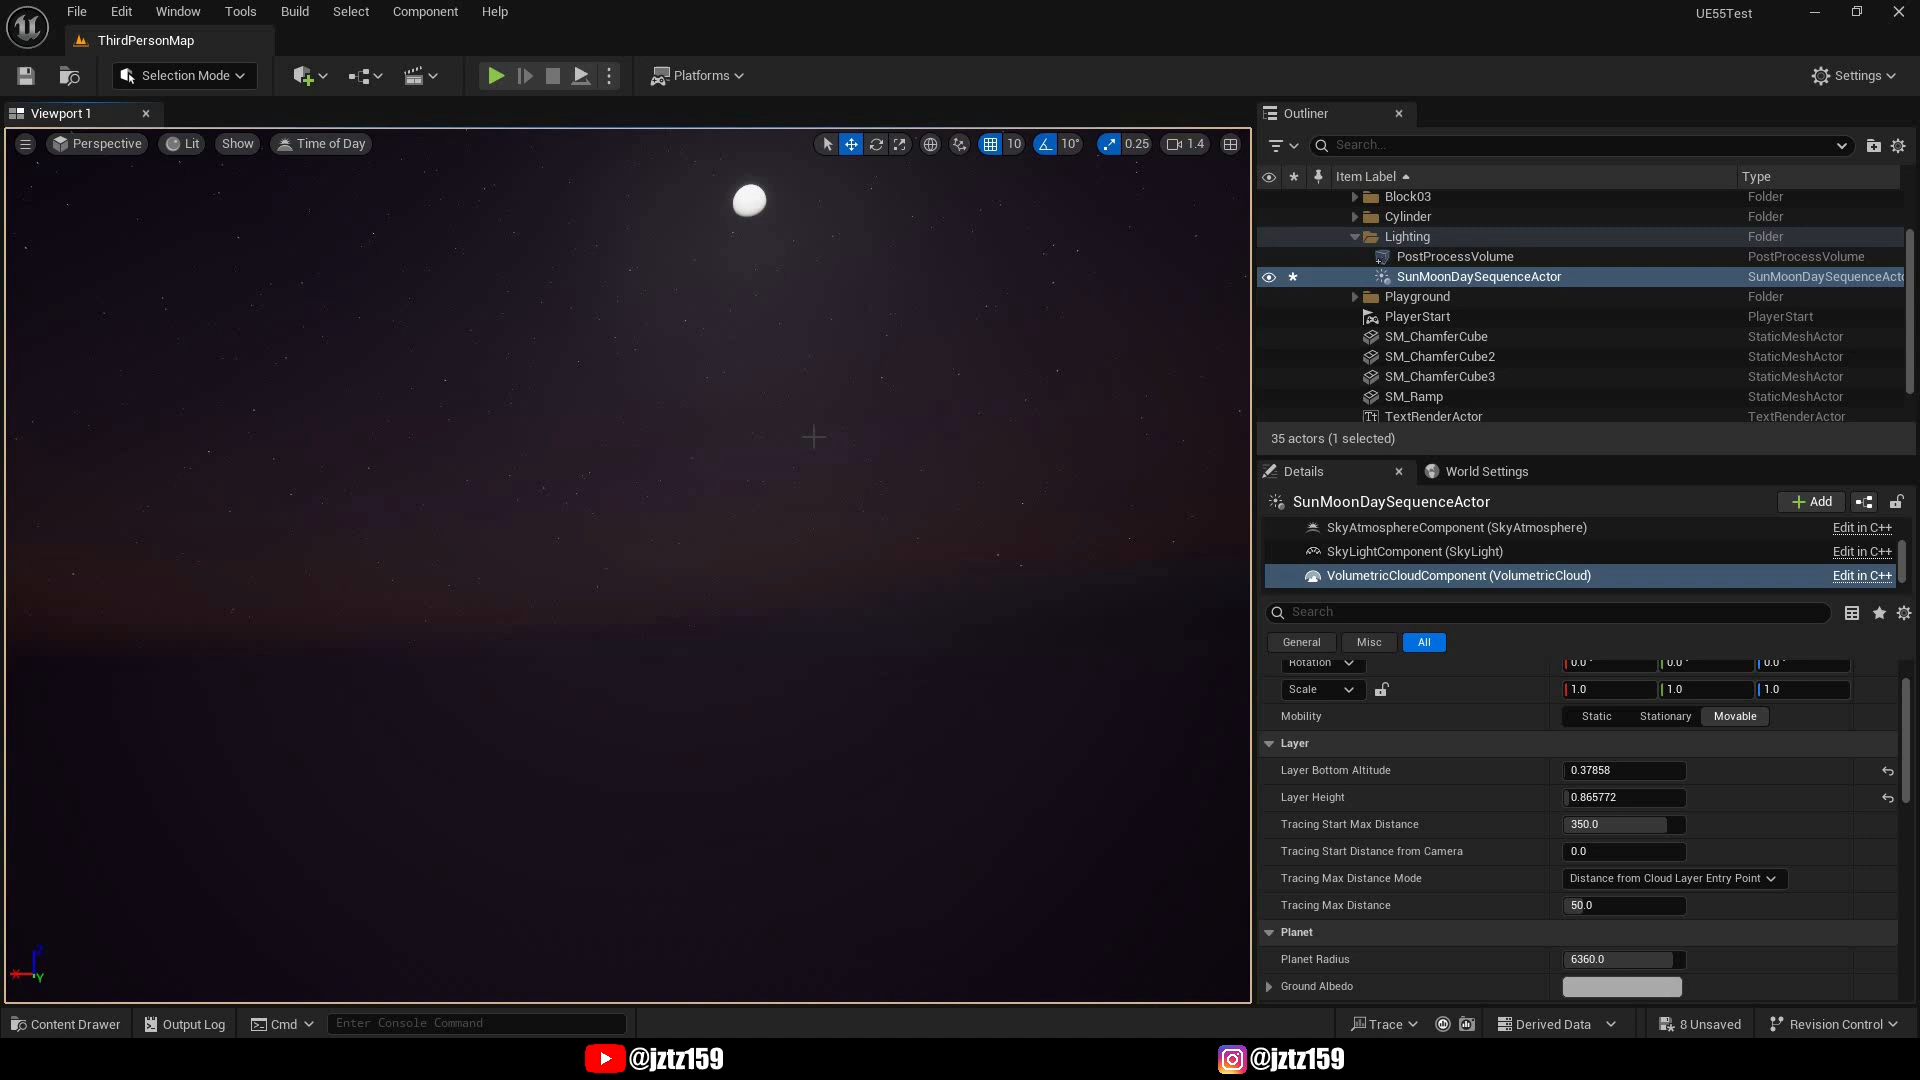 File Edit Window Tools Build Select Component Help
UE55Test
ThirdPersonMap
Selection Mode
Platforms
Settings
Viewport 1
Perspective
Lit
Show
Time of Day
10
10°
0.25
1.4
Outliner
Search...
Item Label Type
Block03 Folder
Cylinder Folder
Lighting Folder
PostProcessVolume PostProcessVolume
SunMoonDaySequenceActor SunMoonDaySequenceActo
Playground Folder
PlayerStart PlayerStart
SM_ChamferCube StaticMeshActor
SM_ChamferCube2 StaticMeshActor
SM_ChamferCube3 StaticMeshActor
SM_Ramp StaticMeshActor
TextRenderActor TextRenderActor
35 actors (1 selected)
Details
World Settings
SunMoonDaySequenceActor
Add
SkyAtmosphereComponent (SkyAtmosphere) Edit in C++
SkyLightComponent (SkyLight) Edit in C++
VolumetricCloudComponent (VolumetricCloud) Edit in C++
Search
General Misc All
Rotation 0.0° 0.0° 0.0°
Scale 1.0 1.0 1.0
Mobility Static Stationary Movable
Layer
Layer Bottom Altitude 0.37858
Layer Height 0.865772
Tracing Start Max Distance 350.0
Tracing Start Distance from Camera 0.0
Tracing Max Distance Mode Distance from Cloud Layer Entry Point
Tracing Max Distance 50.0
Planet
Planet Radius 6360.0
Ground Albedo
Z
X
Y
Content Drawer
Output Log
Cmd
Enter Console Command
Trace
Derived Data
8 Unsaved
Revision Control
@jztz159
@jztz159